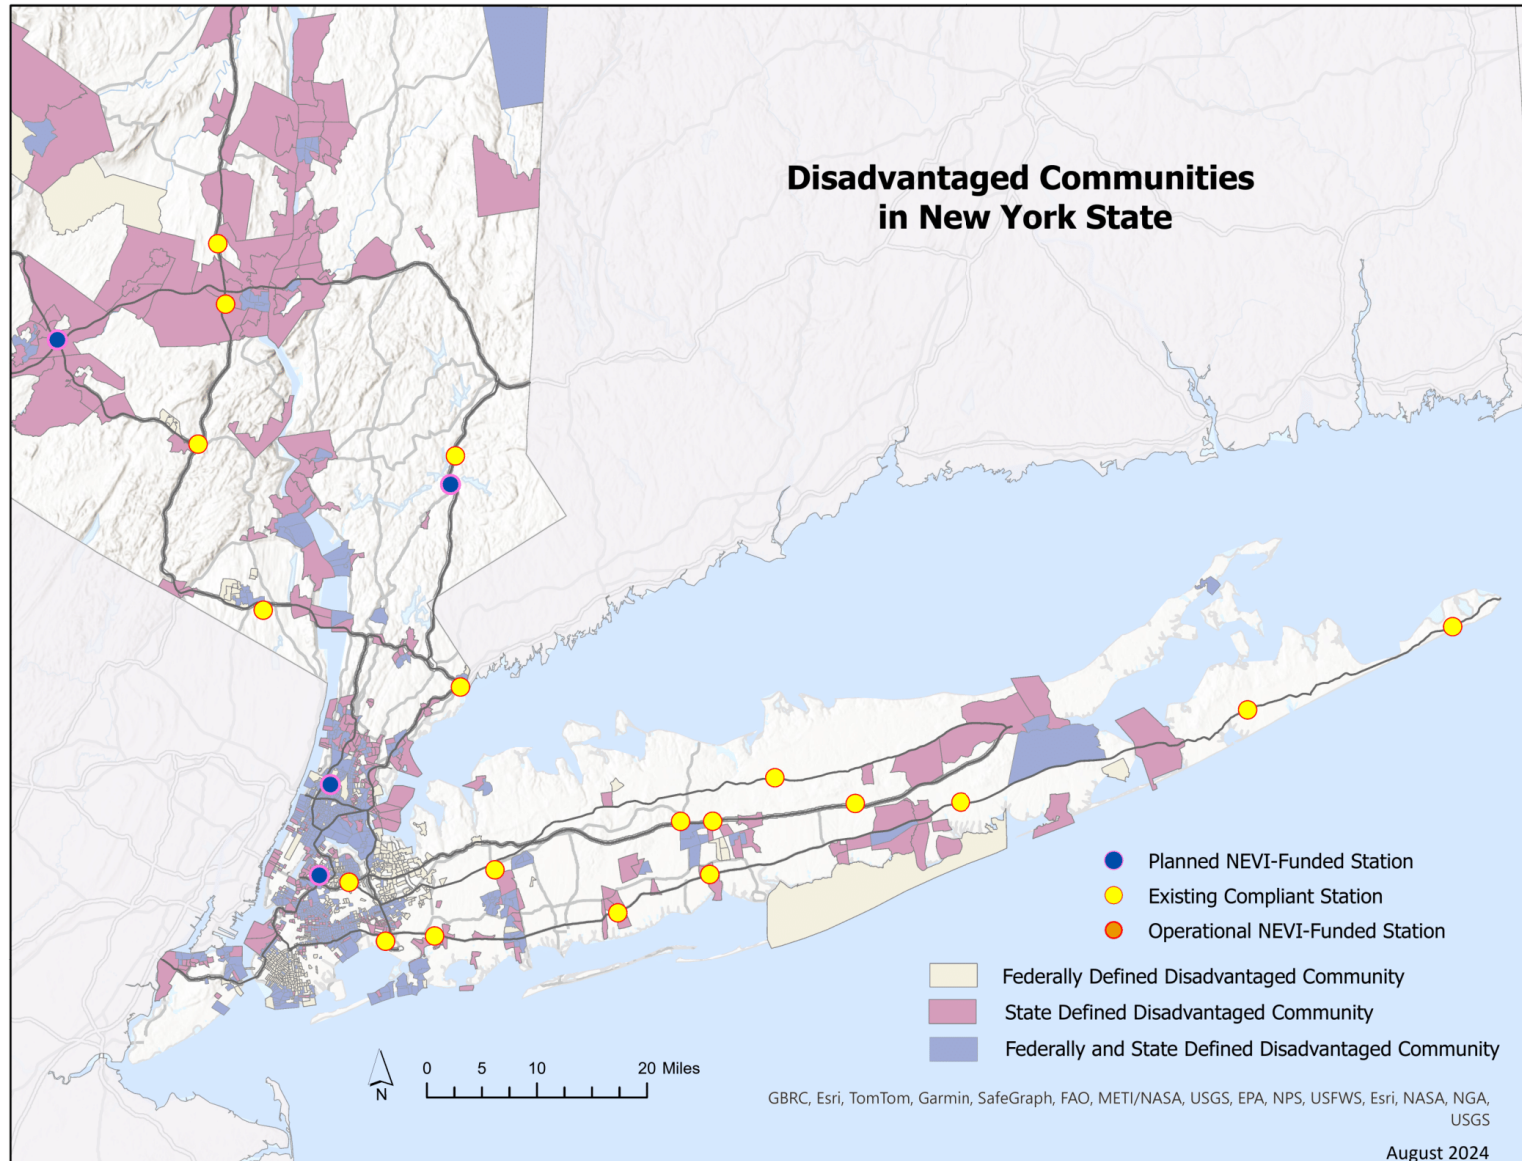 Disadvantaged Communities
in New York State
Planned NEVI-Funded Station
Existing Compliant Station
Operational NEVI-Funded Station
Federally Defined Disadvantaged Community
State Defined Disadvantaged Community
Federally and State Defined Disadvantaged Community
N
0 5 10 20 Miles
GBRC, Esri, TomTom, Garmin, SafeGraph, FAO, METI/NASA, USGS, EPA, NPS, USFWS, Esri, NASA, NGA,
USGS
August 2024